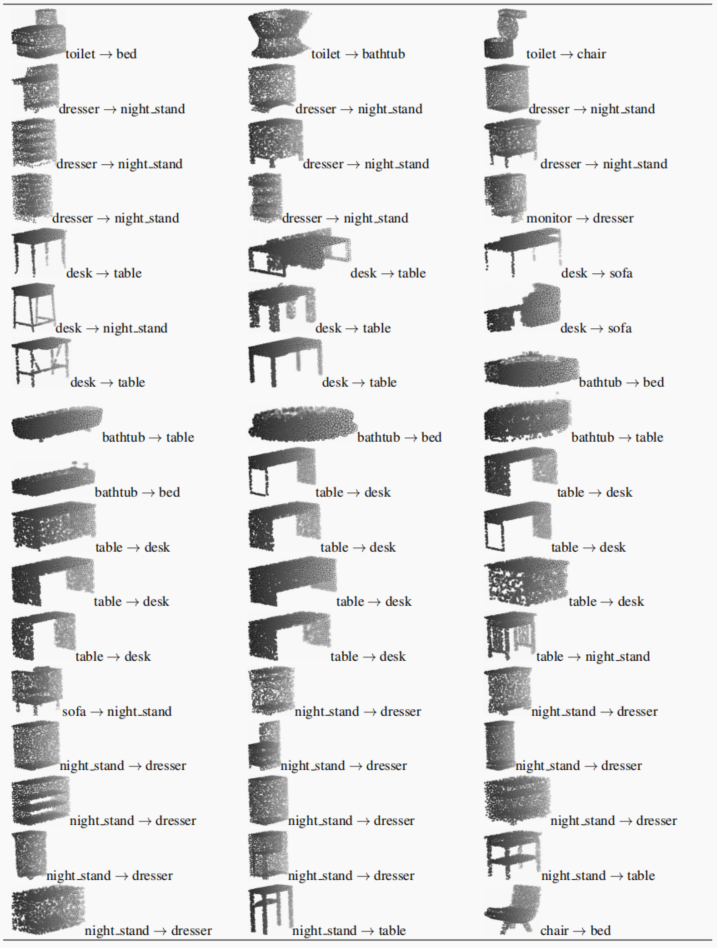 toilet → bed toilet → bathtub toilet → chair
dresser → night_stand dresser → night_stand dresser → night_stand
dresser → night_stand dresser → night_stand dresser → night_stand
dresser → night_stand dresser → night_stand monitor → dresser
desk → table desk → table desk → sofa
desk → night_stand desk → table desk → sofa
desk → table desk → table bathtub → bed
bathtub → table bathtub → bed bathtub → table
bathtub → bed table → desk table → desk
table → desk table → desk table → desk
table → desk table → desk table → desk
table → desk table → desk table → night_stand
sofa → night_stand night_stand → dresser night_stand → dresser
night_stand → dresser night_stand → dresser night_stand → dresser
night_stand → dresser night_stand → dresser night_stand → dresser
night_stand → dresser night_stand → dresser night_stand → table
night_stand → dresser night_stand → table chair → bed